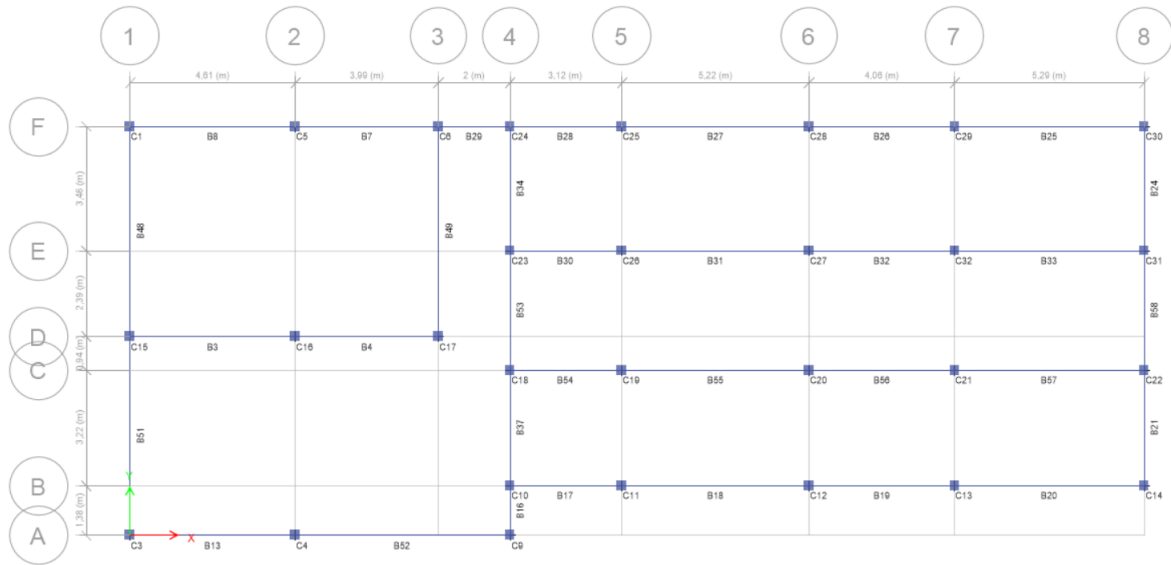 1 2 3 4 5 6 7 8
4,61 (m) 3,99 (m) 2 (m) 3,12 (m) 5,22 (m) 4,06 (m) 5,29 (m)
F
C1 B8 C5 B7 C6 B29 C24 B28 C25 B27 C28 B26 C29 B25 C30
3,46 (m) B34 B24
B48 B49
E
C23 B30 C26 B31 C27 B32 C32 B33 C31
2,39 (m) B53 B58
D
C15 B3 C16 B4 C17
0,94 (m)
C
C18 B54 C19 B55 C20 B56 C21 B57 C22
3,22 (m) B51 B37 B21
Y
B
C10 B17 C11 B18 C12 B19 C13 B20 C14
1,38 (m) B16
A
X
C3 B13 C4 B52 C9